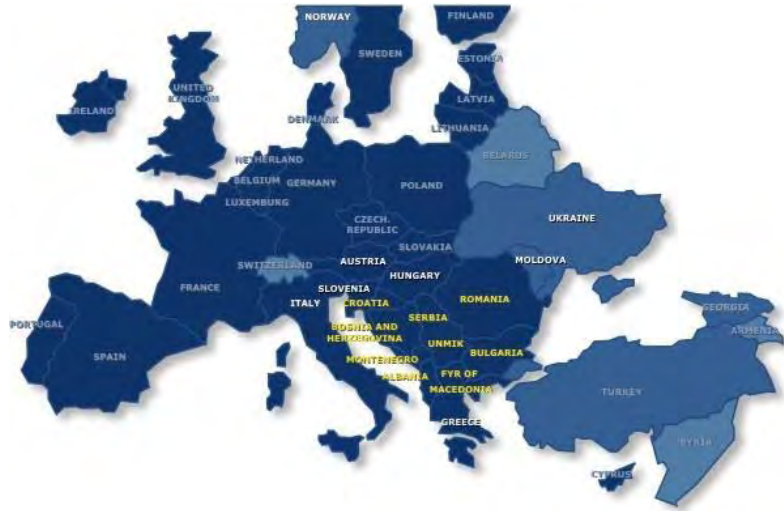 NORWAY
FINLAND
SWEDEN
ESTONIA
UNITED
KINGDOM
LATVIA
IRELAND
DENMARK
LITHUANIA
NETHERLAND
BELARUS
BELGIUM
GERMANY
POLAND
LUXEMBURG
CZECH.
REPUBLIC
UKRAINE
SLOVAKIA
SWITZERLAND
AUSTRIA
MOLDOVA
HUNGARY
FRANCE
SLOVENIA
ITALY
CROATIA
ROMANIA
GEORGIA
PORTUGAL
SERBIA
BOSNIA AND
HERZEGOVINA
ARMENIA
UNMIK
SPAIN
MONTENEGRO
BULGARIA
ALBANIA
FYR OF
MACEDONIA
TURKEY
GREECE
SYRIA
CYPRUS